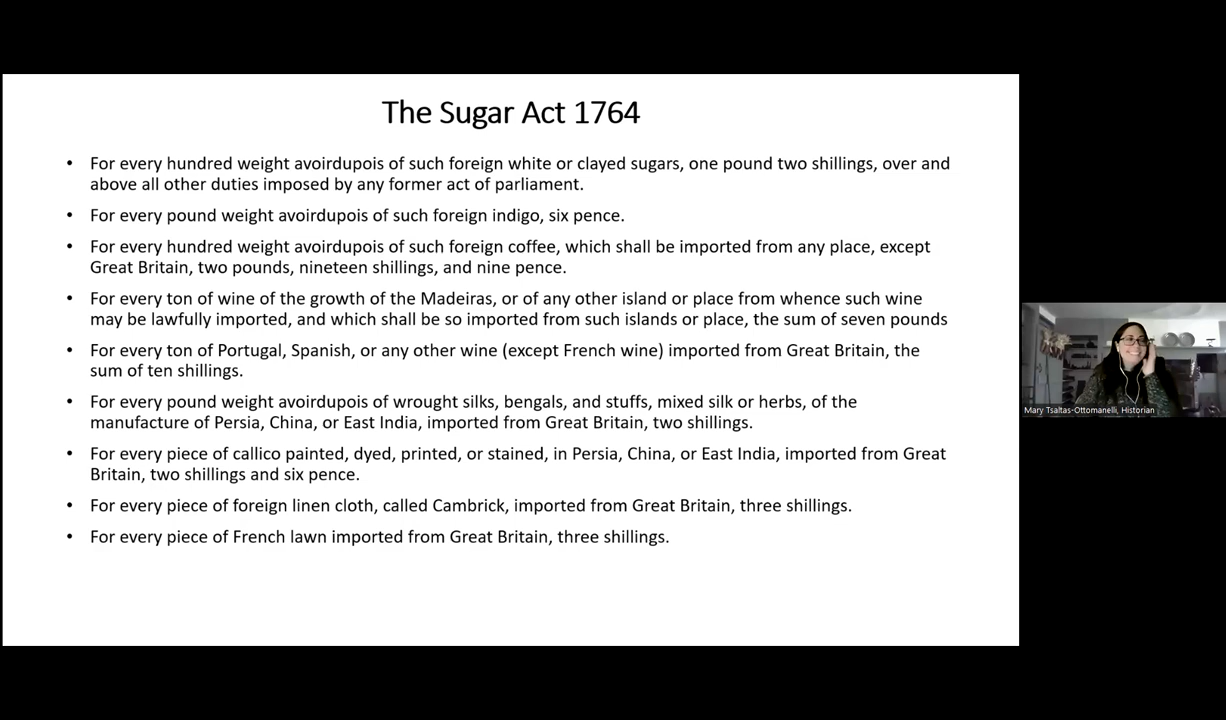 The Sugar Act 1764
• For every hundred weight avoirdupois of such foreign white or clayed sugars, one pound two shillings, over and
above all other duties imposed by any former act of parliament.
• For every pound weight avoirdupois of such foreign indigo, six pence.
• For every hundred weight avoirdupois of such foreign coffee, which shall be imported from any place, except
Great Britain, two pounds, nineteen shillings, and nine pence.
• For every ton of wine of the growth of the Madeiras, or of any other island or place from whence such wine
may be lawfully imported, and which shall be so imported from such islands or place, the sum of seven pounds
• For every ton of Portugal, Spanish, or any other wine (except French wine) imported from Great Britain, the
sum of ten shillings.
• For every pound weight avoirdupois of wrought silks, bengals, and stuffs, mixed silk or herbs, of the
manufacture of Persia, China, or East India, imported from Great Britain, two shillings.
• For every piece of callico painted, dyed, printed, or stained, in Persia, China, or East India, imported from Great
Britain, two shillings and six pence.
• For every piece of foreign linen cloth, called Cambrick, imported from Great Britain, three shillings.
• For every piece of French lawn imported from Great Britain, three shillings.
Mary Tsaltas-Ottomanelli, Historian